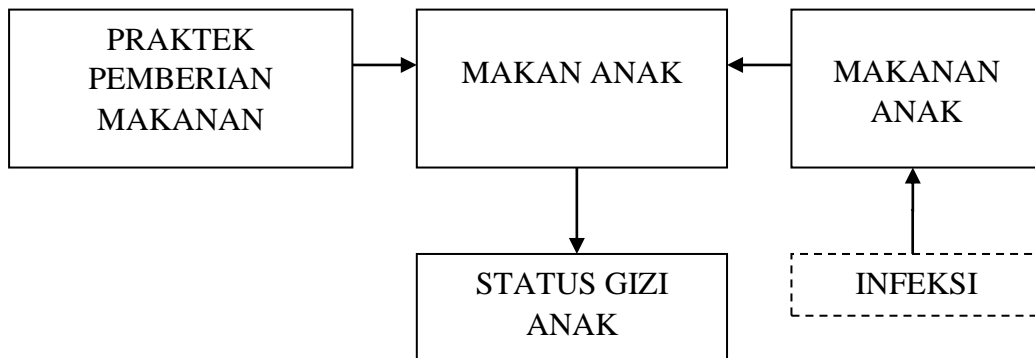 PRAKTEK
PEMBERIAN
MAKANAN
MAKAN ANAK
MAKANAN
ANAK
STATUS GIZI
ANAK
INFEKSI